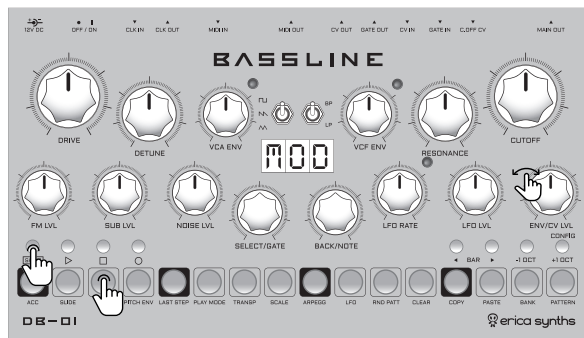 12V DC OFF / ON CLK IN CLK OUT MIDI IN MIDI OUT CV OUT GATE OUT CV IN GATE IN C.OFF CV MAIN OUT
BASSLINE
BP
LP
DRIVE DETUNE VCA ENV VCF ENV RESONANCE CUTOFF
MOD
FM LVL SUB LVL NOISE LVL SELECT/GATE BACK/NOTE LFO RATE LFO LVL ENV/CV LVL
CONFIG
BAR -1 OCT +1 OCT
ACC SLIDE PITCH ENV LAST STEP PLAY MODE TRANSP SCALE ARPEGG LFO RND PATT CLEAR COPY PASTE BANK PATTERN
DB-01 erica synths